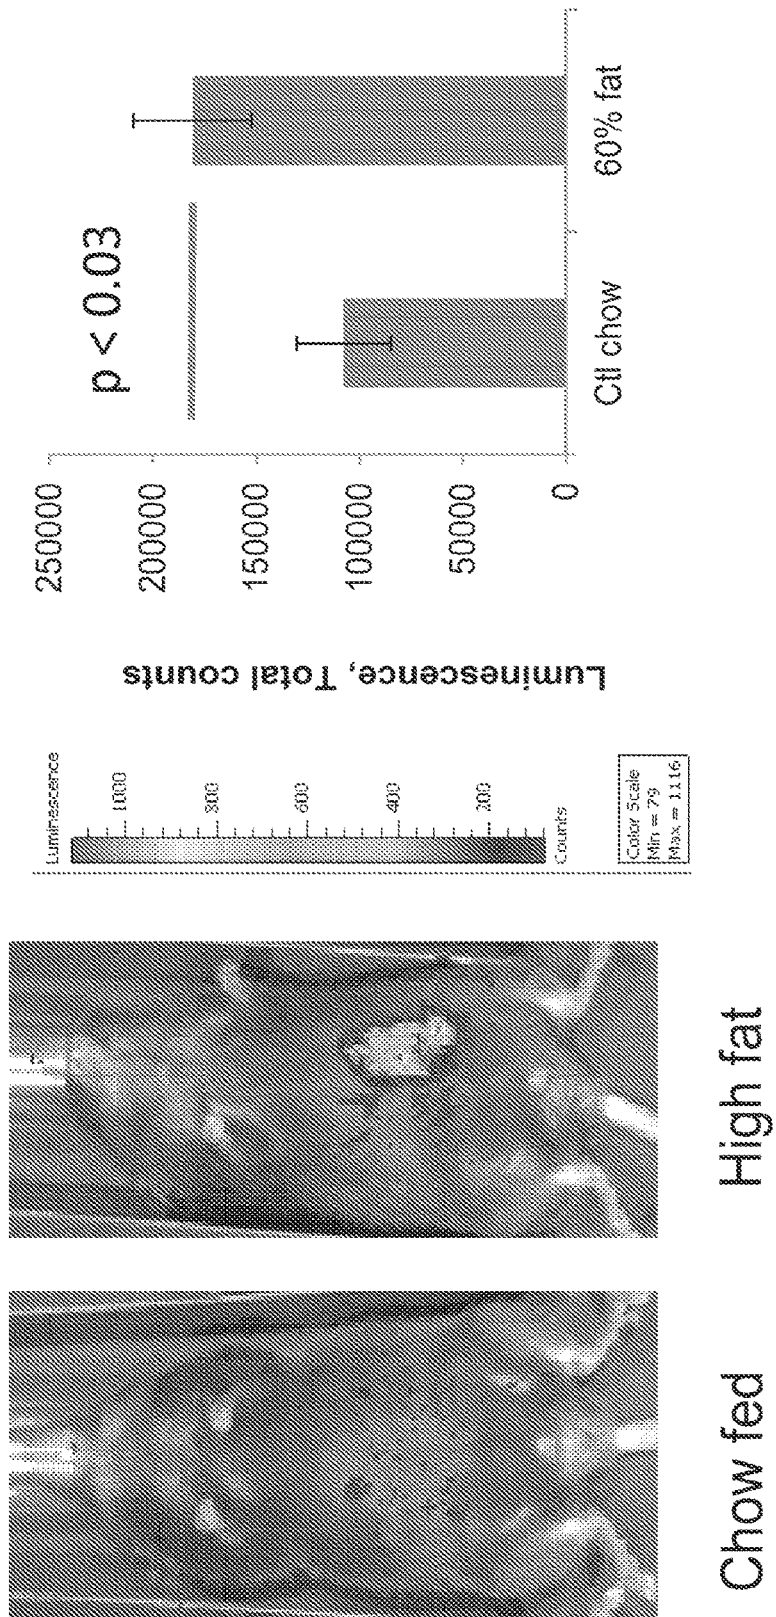 Chow fed
High fat
Luminescence
1000
800
600
400
200
Counts
Color Scale
Min = 79
Max = 1116
Luminescence, Total counts
250000
200000
150000
100000
50000
0
p < 0.03
Ctl chow
60% fat